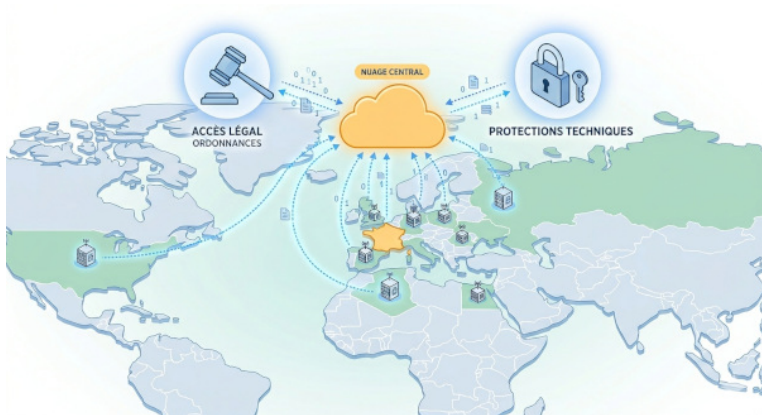 NUAGE CENTRAL
ACCÈS LÉGAL
ORDONNANCES
PROTECTIONS TECHNIQUES